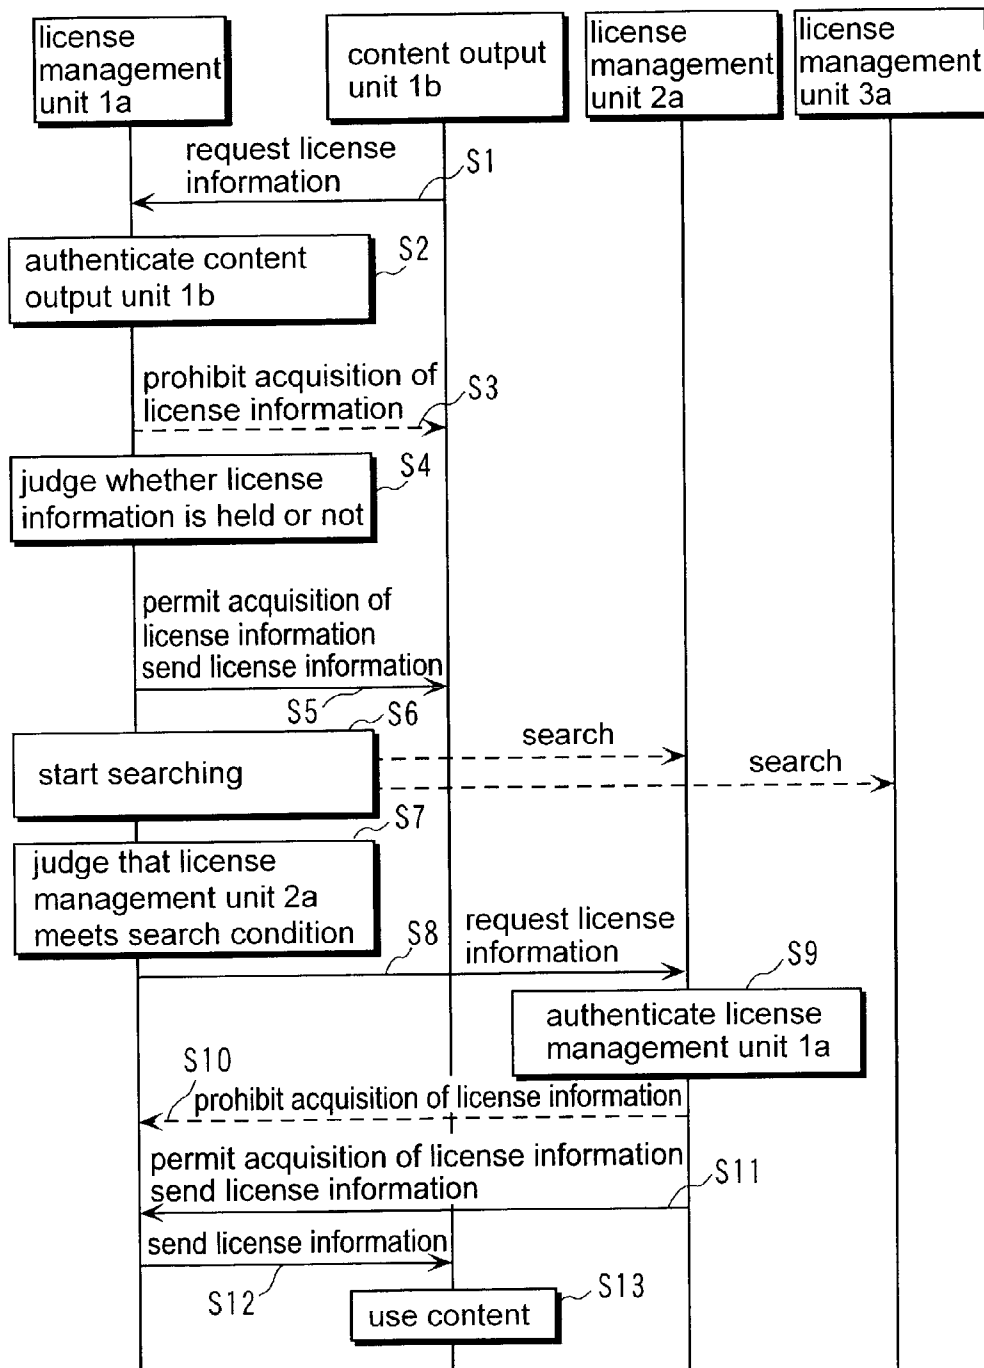 license
management
unit 1a
content output
unit 1b
license
management
unit 2a
license
management
unit 3a
request license
information
S1
authenticate content
output unit 1b
S2
prohibit acquisition of
license information
S3
judge whether license
information is held or not
S4
permit acquisition of
license information
send license information
S5
S6
start searching
search
search
S7
judge that license
management unit 2a
meets search condition
S8
request license
information
S9
authenticate license
management unit 1a
S10
prohibit acquisition of license information
permit acquisition of license information
send license information
S11
send license information
S12
S13
use content